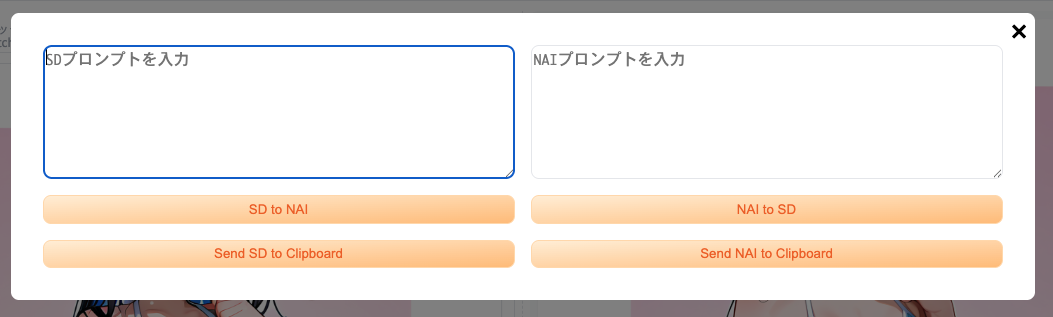 SDプロンプトを入力
NAIプロンプトを入力
SD to NAI
NAI to SD
Send SD to Clipboard
Send NAI to Clipboard